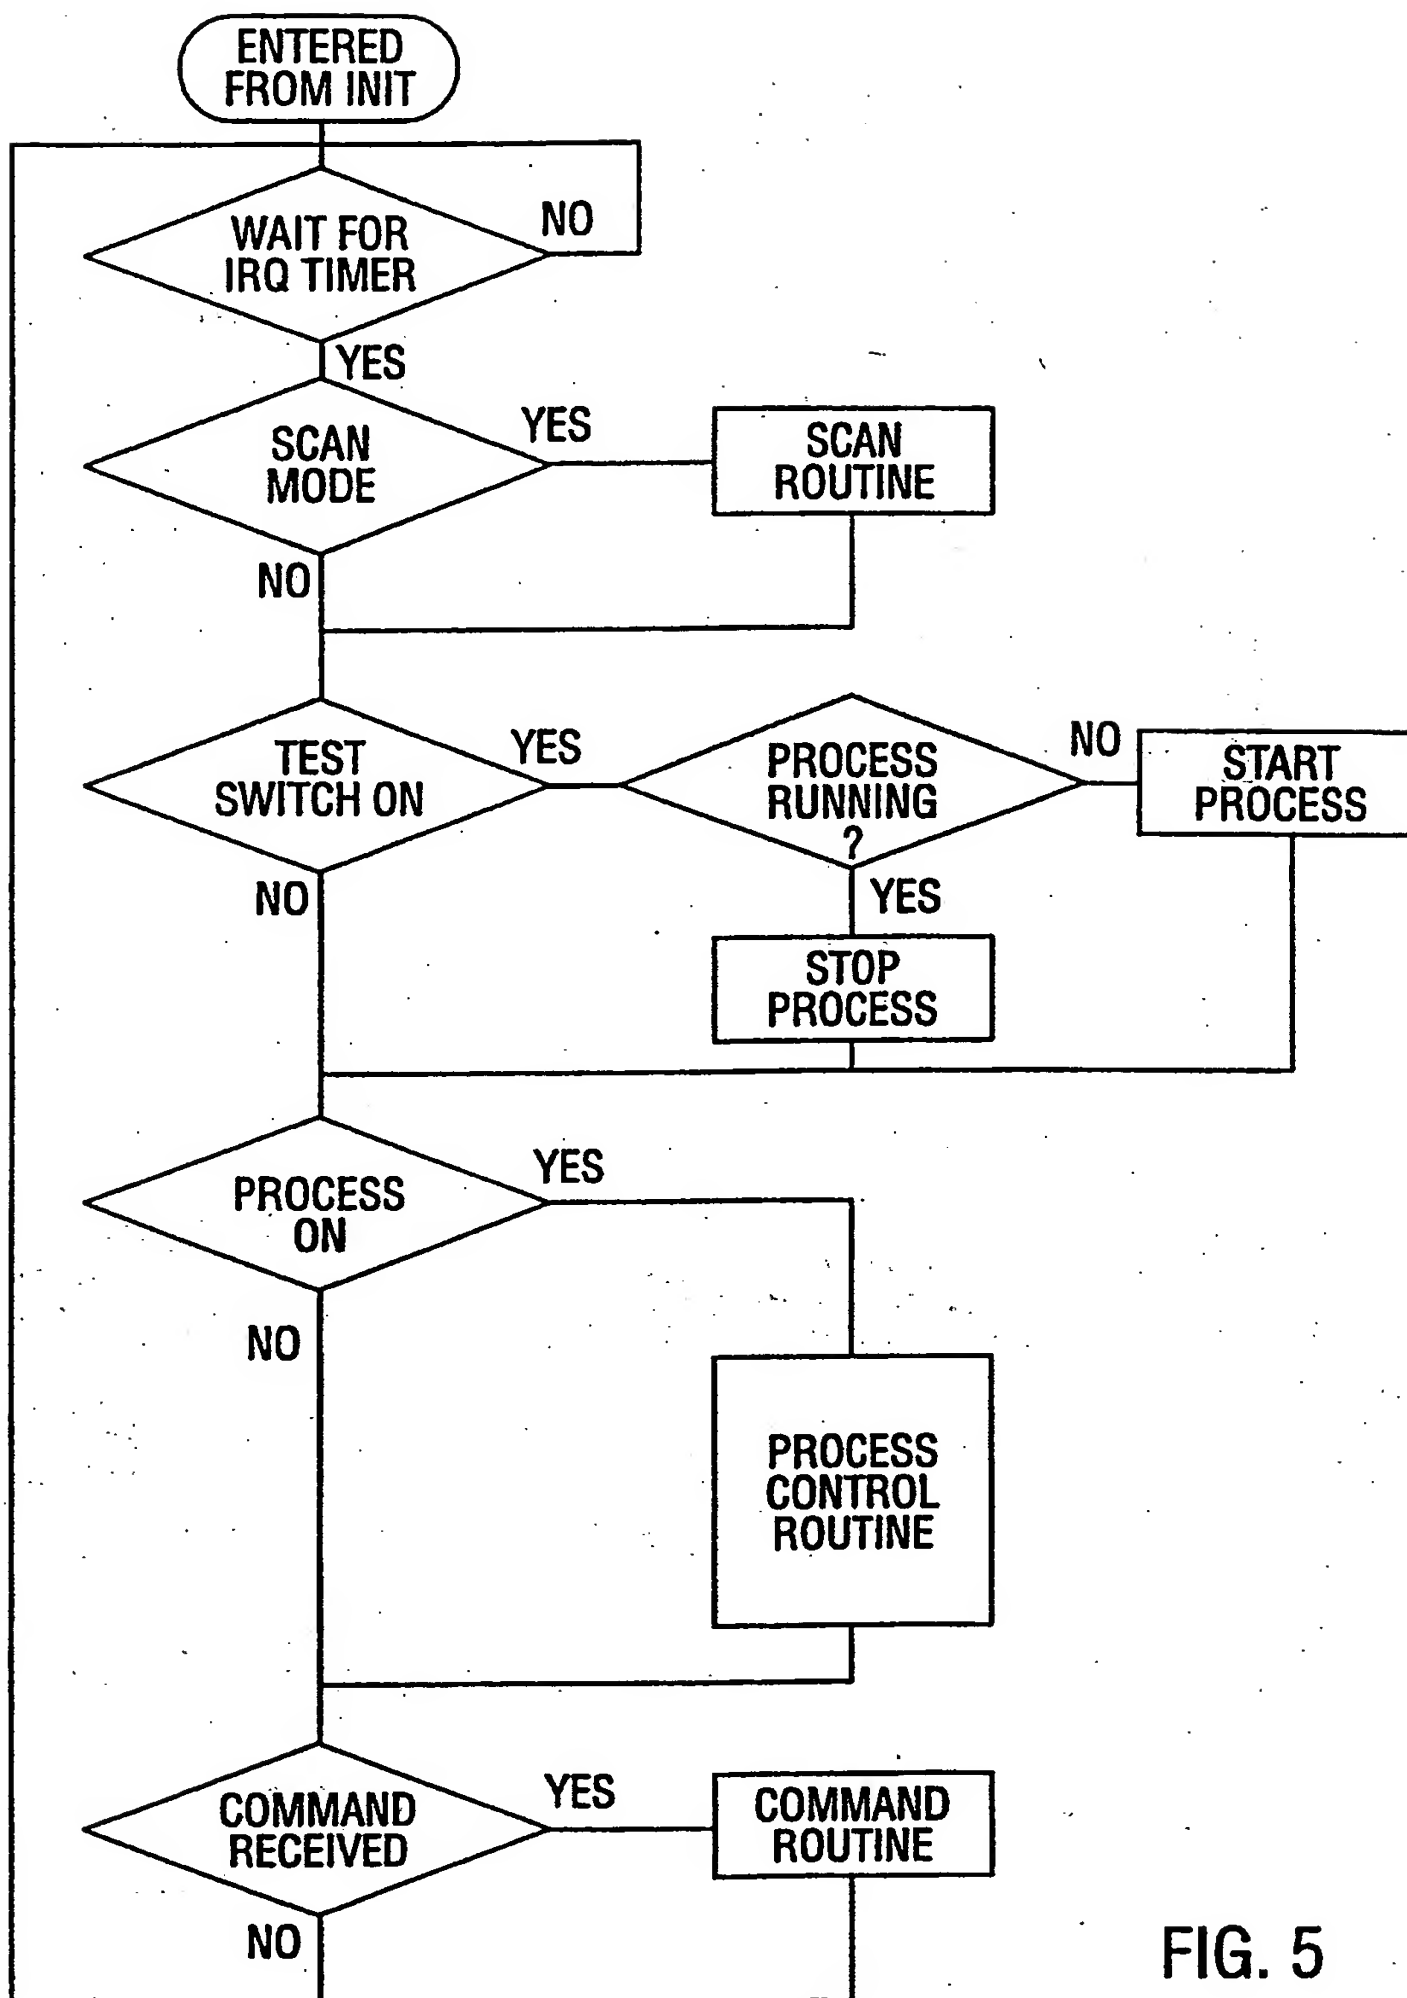 ENTERED
FROM INIT
WAIT FOR
IRQ TIMER
NO
YES
SCAN
MODE
YES
SCAN
ROUTINE
NO
TEST
SWITCH ON
YES
PROCESS
RUNNING
?
NO
START
PROCESS
NO
YES
STOP
PROCESS
PROCESS
ON
YES
NO
PROCESS
CONTROL
ROUTINE
COMMAND
RECEIVED
YES
COMMAND
ROUTINE
NO
FIG. 5